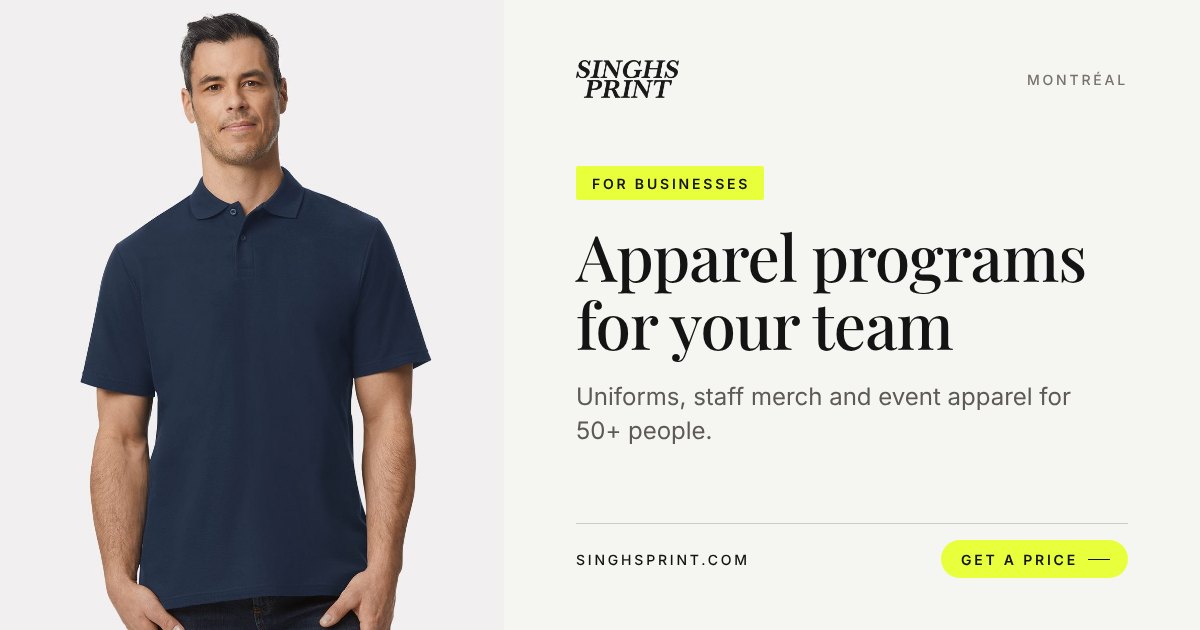 SINGHS
PRINT
MONTRÉAL
FOR BUSINESSES
Apparel programs
for your team
Uniforms, staff merch and event apparel for
50+ people.
SINGHSPRINT.COM
GET A PRICE —